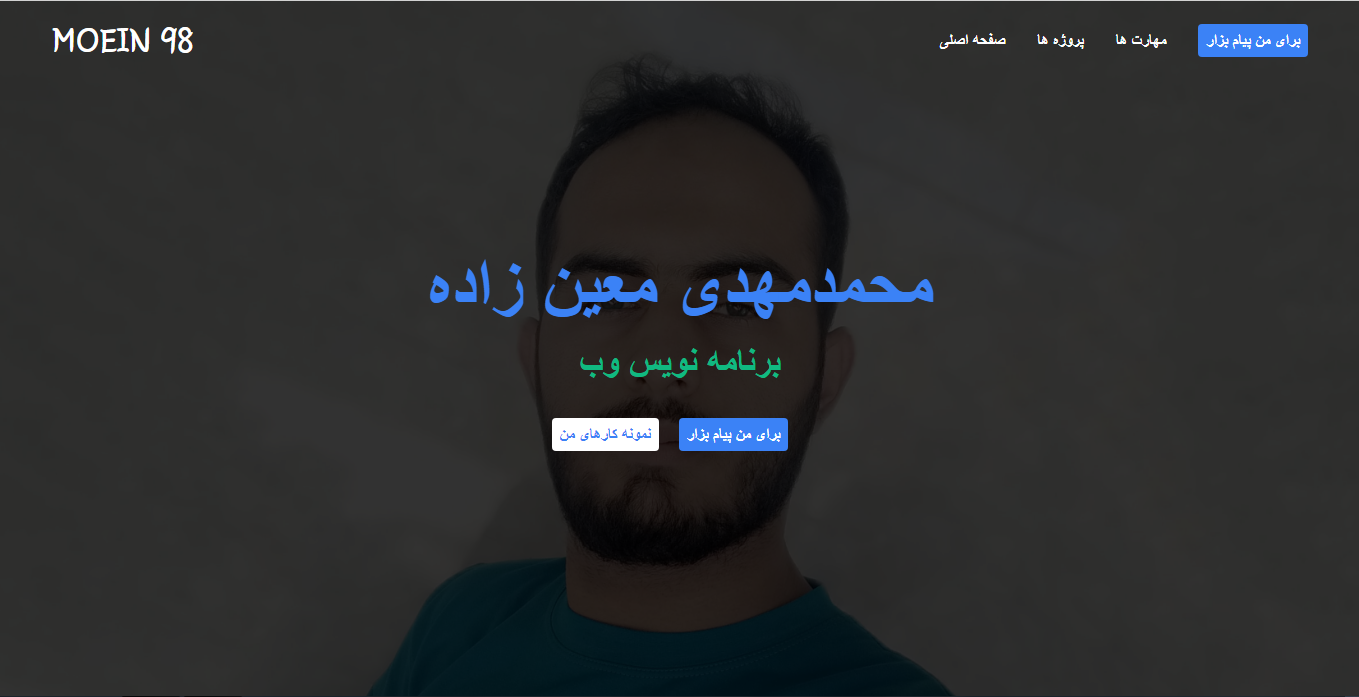 MOEIN 98
صفحه اصلی
پروژه ها
مهارت ها
برای من پیام بزار
محمدمهدی معین زاده
برنامه نویس وب
برای من پیام بزار
نمونه کارهای من